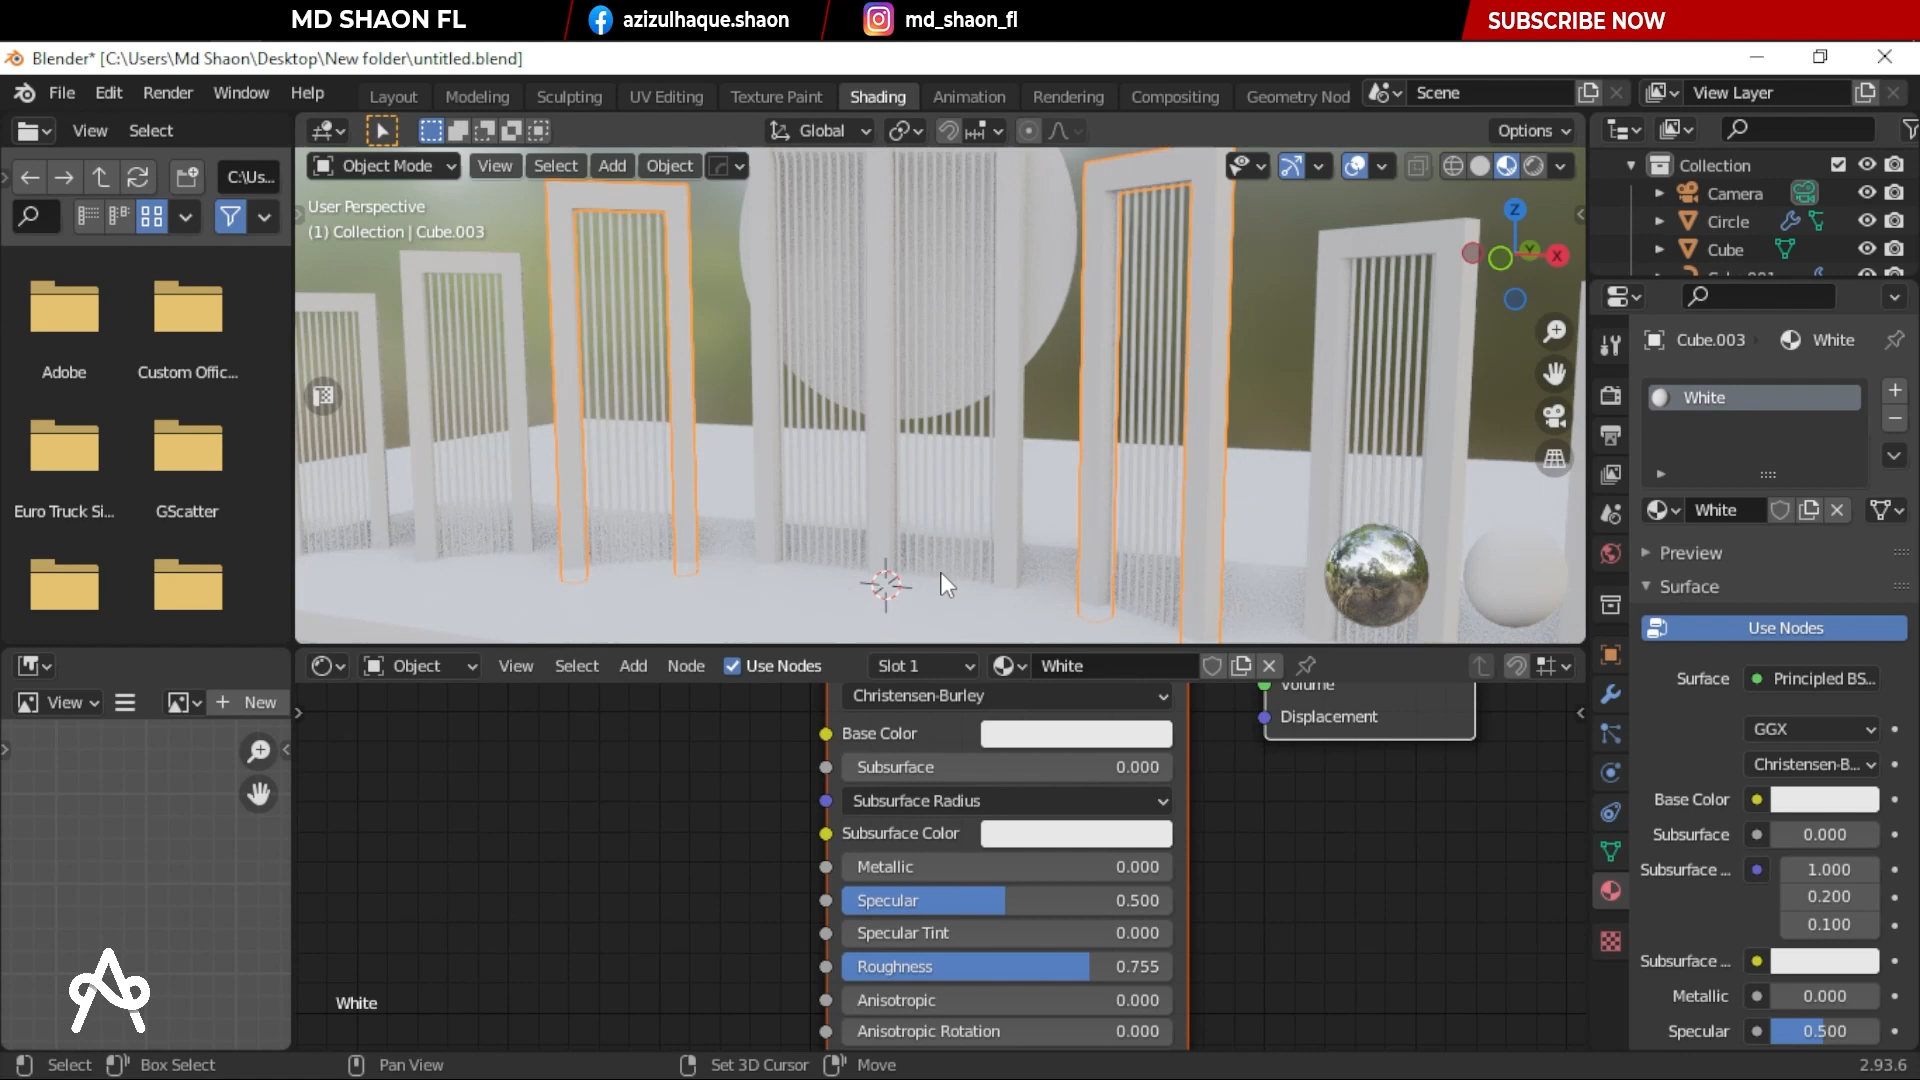 MD SHAON FL azizulhaque.shaon md_shaon_fl SUBSCRIBE NOW
Blender* [C:\Users\Md Shaon\Desktop\New folder\untitled.blend]
File Edit Render Window Help Layout Modeling Sculpting UV Editing Texture Paint Shading Animation Rendering Compositing Geometry Nod Scene View Layer
View Select Global Options
C:\Us...
Object Mode View Select Add Object
User Perspective
(1) Collection | Cube.003
Z
Y
X
Collection
Camera
Circle
Cube
Adobe Custom Offic...
Euro Truck Si... GScatter
Cube.003 White
White
White
Preview
Surface
Use Nodes
Surface Principled BS...
GGX
Christensen-B...
Base Color
Subsurface 0.000
Subsurface ... 1.000
0.200
0.100
Subsurface ...
Metallic 0.000
Specular 0.500
Object View Select Add Node Use Nodes Slot 1 White
View New
Christensen-Burley
Base Color
Subsurface 0.000
Subsurface Radius
Subsurface Color
Metallic 0.000
Specular 0.500
Specular Tint 0.000
Roughness 0.755
Anisotropic 0.000
Anisotropic Rotation 0.000
Volume
Displacement
White
Select Box Select Pan View Set 3D Cursor Move 2.93.6